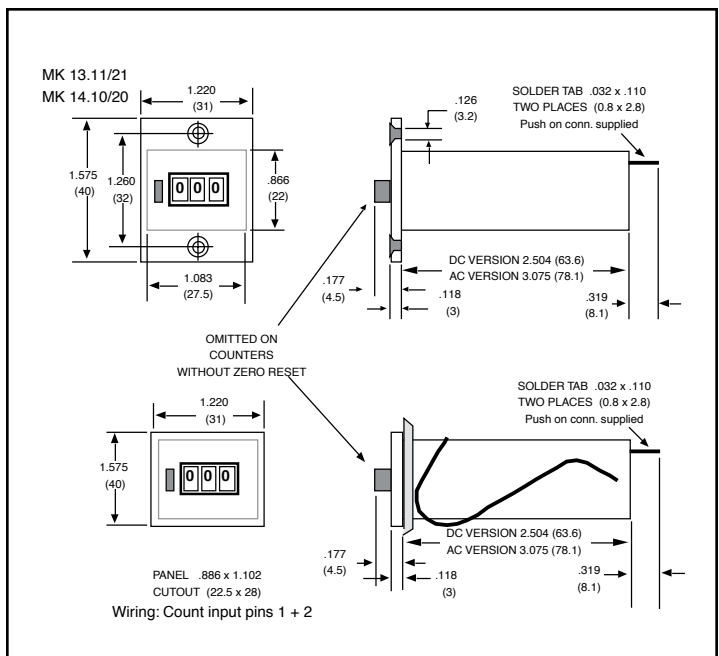 MK 13.11/21
MK 14.10/20
1.220
(31)
1.575
(40)
1.260
(32)
0 0 0
.866
(22)
1.083
(27.5)
.126
(3.2)
SOLDER TAB .032 x .110
TWO PLACES (0.8 x 2.8)
Push on conn. supplied
DC VERSION 2.504 (63.6)
AC VERSION 3.075 (78.1)
.177
(4.5)
.118
(3)
.319
(8.1)
OMITTED ON
COUNTERS
WITHOUT ZERO RESET
1.220
(31)
1.575
(40)
0 0 0
SOLDER TAB .032 x .110
TWO PLACES (0.8 x 2.8)
Push on conn. supplied
DC VERSION 2.504 (63.6)
AC VERSION 3.075 (78.1)
.177
(4.5)
.118
(3)
.319
(8.1)
PANEL .886 x 1.102
CUTOUT (22.5 x 28)
Wiring: Count input pins 1 + 2